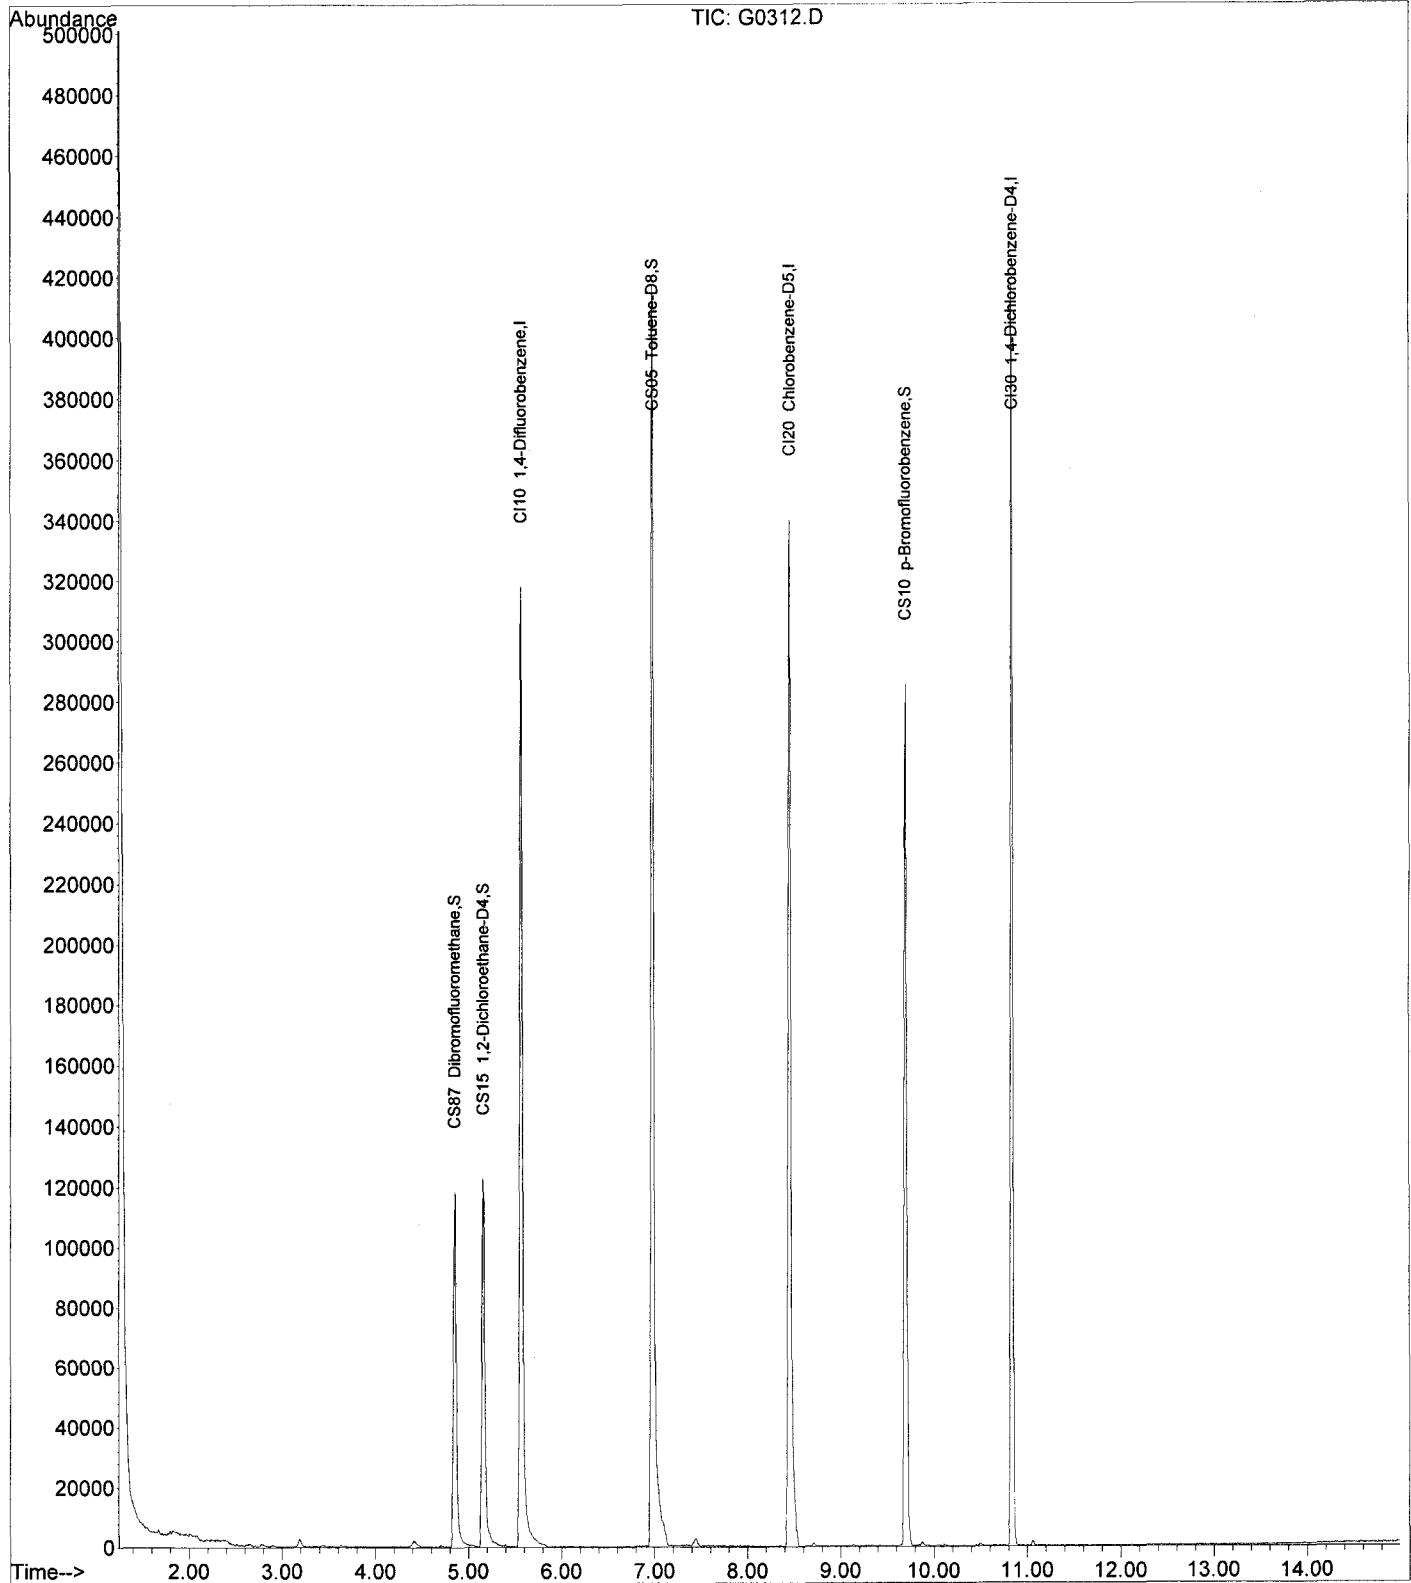 Abundance
TIC: G0312.D
500000
480000
460000
440000
420000
400000
380000
360000
340000
320000
300000
280000
260000
240000
220000
200000
180000
160000
140000
120000
100000
80000
60000
40000
20000
0
CS87 Dibromofluoromethane,S
CS15 1,2-Dichloroethane-D4,S
CI10 1,4-Difluorobenzene,I
CS05 Toluene-D8,S
CI20 Chlorobenzene-D5,I
CS10 p-Bromofluorobenzene,S
CI30 1,4-Dichlorobenzene-D4,I
Time--> 2.00 3.00 4.00 5.00 6.00 7.00 8.00 9.00 10.00 11.00 12.00 13.00 14.00